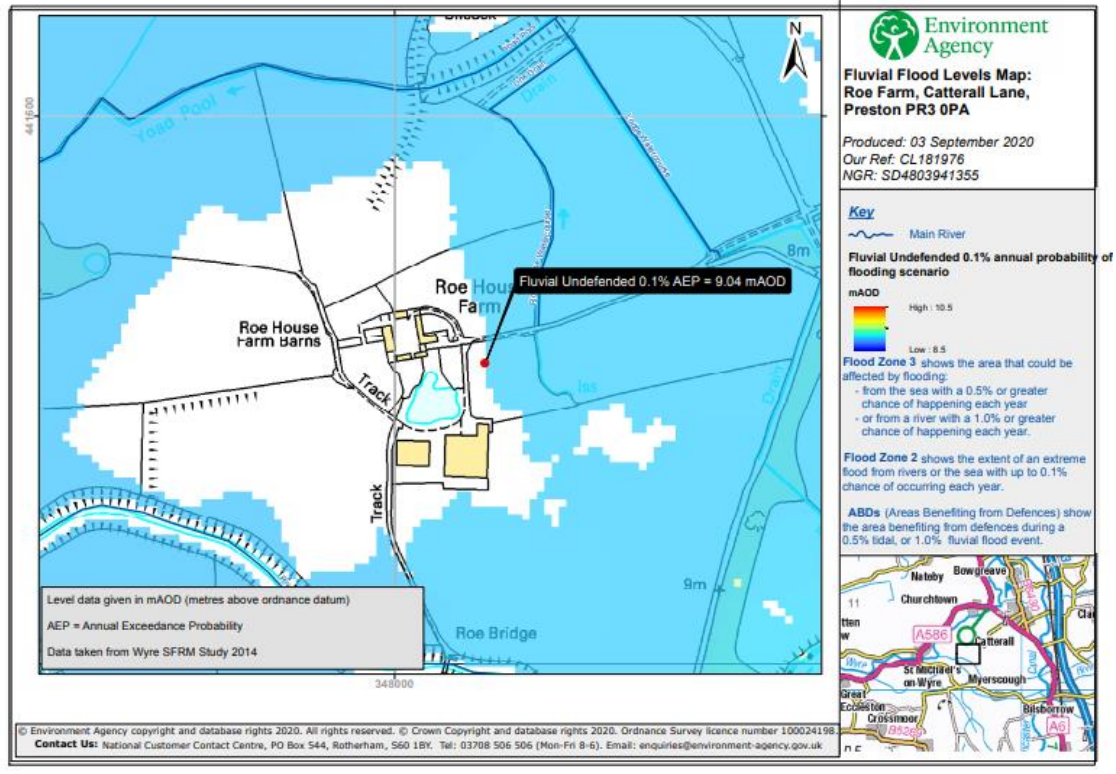 N
441600
Yoad Pool
Drain
8m
Roe House
Farm
Fluvial Undefended 0.1% AEP = 9.04 mAOD
Roe House
Farm Barns
Track
Iss
Drain
Track
9m
Roe Bridge
Level data given in mAOD (metres above ordnance datum)
AEP = Annual Exceedance Probability
Data taken from Wyre SFRM Study 2014
348000
Environment
Agency
Fluvial Flood Levels Map:
Roe Farm, Catterall Lane,
Preston PR3 0PA
Produced: 03 September 2020
Our Ref: CL181976
NGR: SD4803941355
Key
Main River
Fluvial Undefended 0.1% annual probability of
flooding scenario
mAOD
High : 10.5
Low : 8.5
Flood Zone 3 shows the area that could be
affected by flooding:
- from the sea with a 0.5% or greater
chance of happening each year
- or from a river with a 1.0% or greater
chance of happening each year.
Flood Zone 2 shows the extent of an extreme
flood from rivers or the sea with up to 0.1%
chance of occurring each year.
ABDs (Areas Benefiting from Defences) show
the area benefiting from defences during a
0.5% tidal, or 1.0% fluvial flood event.
Nateby
Bowgreave
Churchtown
11
A586
Catterall
Wyre
St Michael's
on Wyre
Myerscough
Canal
Great
Eccleston
Crossmoor
Bilsborrow
A6
© Environment Agency copyright and database rights 2020. All rights reserved. © Crown Copyright and database rights 2020. Ordnance Survey licence number 100024198.
Contact Us: National Customer Contact Centre, PO Box 544, Rotherham, S60 1BY. Tel: 03708 506 506 (Mon-Fri 8-6). Email: enquiries@environment-agency.gov.uk